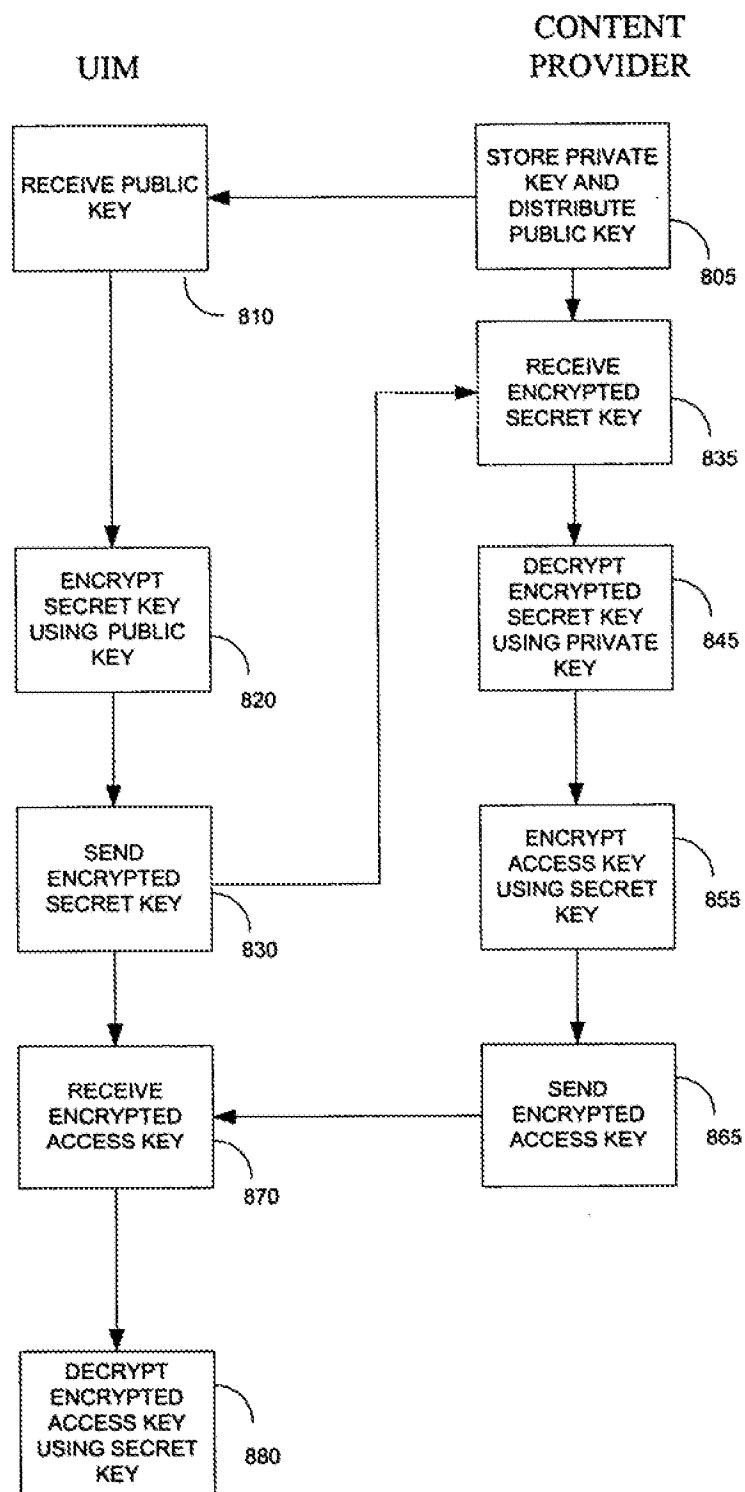 UIM
CONTENT
PROVIDER
RECEIVE PUBLIC
KEY
810
STORE PRIVATE
KEY AND
DISTRIBUTE
PUBLIC KEY
805
RECEIVE
ENCRYPTED
SECRET KEY
835
ENCRYPT
SECRET KEY
USING PUBLIC
KEY
820
DECRYPT
ENCRYPTED
SECRET KEY
USING PRIVATE
KEY
845
SEND
ENCRYPTED
SECRET KEY
830
ENCRYPT
ACCESS KEY
USING SECRET
KEY
855
RECEIVE
ENCRYPTED
ACCESS KEY
870
SEND
ENCRYPTED
ACCESS KEY
865
DECRYPT
ENCRYPTED
ACCESS KEY
USING SECRET
KEY
880